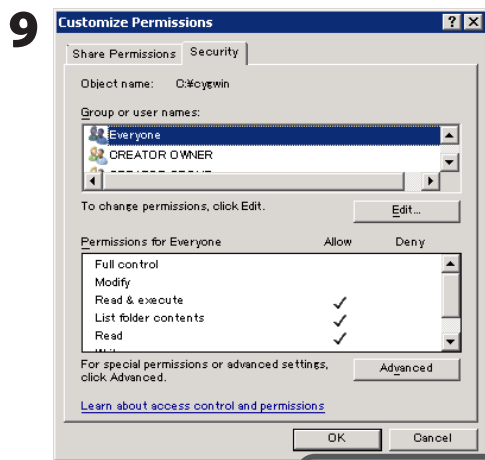 9
Customize Permissions
Share Permissions Security
Object name: C:¥cygwin
Group or user names:
Everyone
CREATOR OWNER
To change permissions, click Edit.
Edit...
Permissions for Everyone Allow Deny
Full control
Modify
Read & execute
List folder contents
Read
For special permissions or advanced settings,
click Advanced.
Advanced
Learn about access control and permissions
OK Cancel